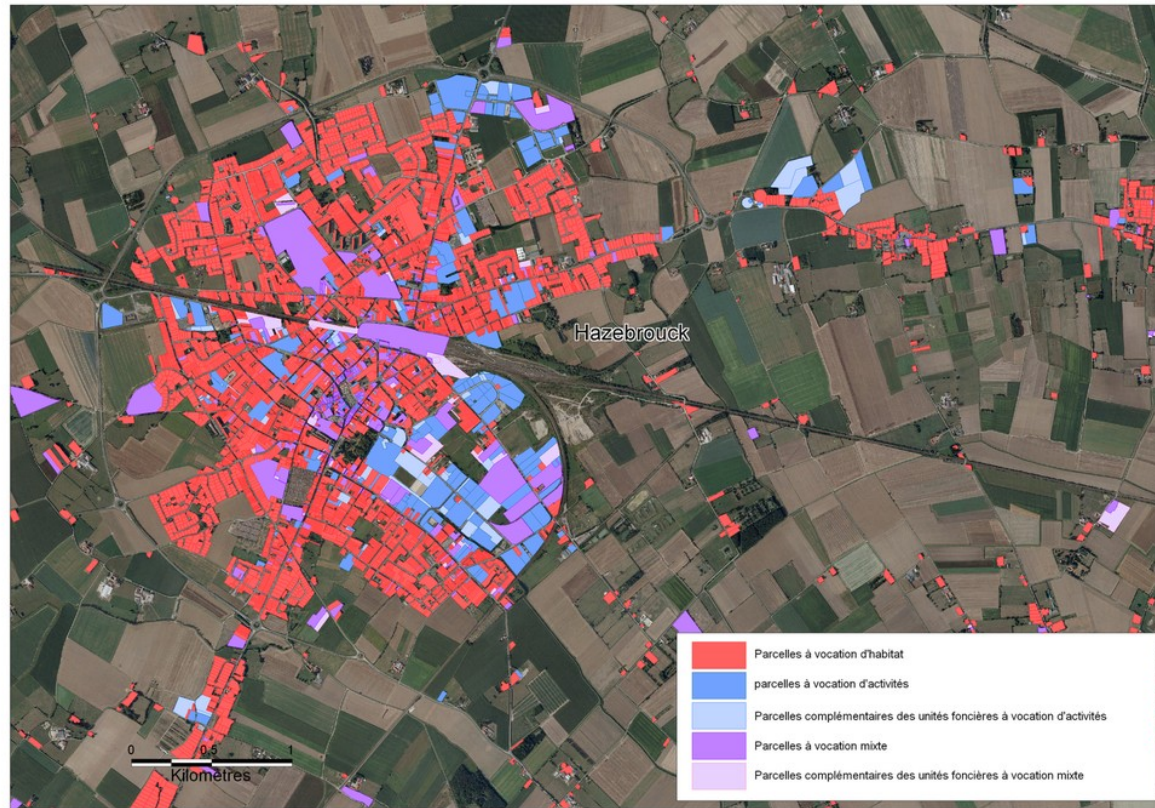 Hazebrouck
Parcelles à vocation d'habitat
parcelles à vocation d'activités
Parcelles complémentaires des unités foncières à vocation d'activités
Parcelles à vocation mixte
Parcelles complémentaires des unités foncières à vocation mixte
0 0,5 1
Kilomètres